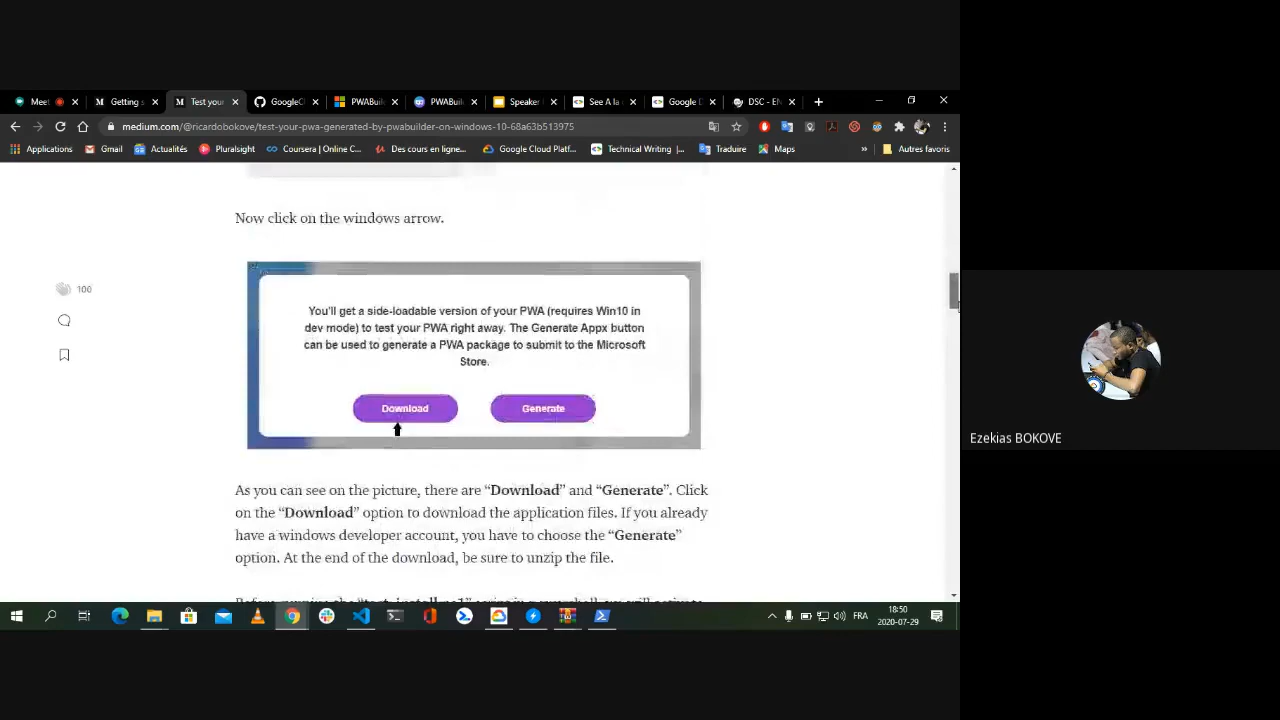 Meet
Getting s
Test your
GoogleCh
PWABuil
PWABuil
Speaker
See A la
Google D
DSC - EN
medium.com/@ricardobokove/test-your-pwa-generated-by-pwabuilder-on-windows-10-68a63b513975
Applications
Gmail
Actualités
Pluralsight
Coursera | Online C...
Des cours en ligne...
Google Cloud Platf...
Technical Writing |...
Traduire
Maps
»
Autres favoris
Now click on the windows arrow.
You'll get a side-loadable version of your PWA (requires Win10 in
dev mode) to test your PWA right away. The Generate Appx button
can be used to generate a PWA package to submit to the Microsoft
Store.
Download
Generate
100
As you can see on the picture, there are “Download” and “Generate”. Click
on the “Download” option to download the application files. If you already
have a windows developer account, you have to choose the “Generate”
option. At the end of the download, be sure to unzip the file.
Ezekias BOKOVE
FRA
18:50
2020-07-29